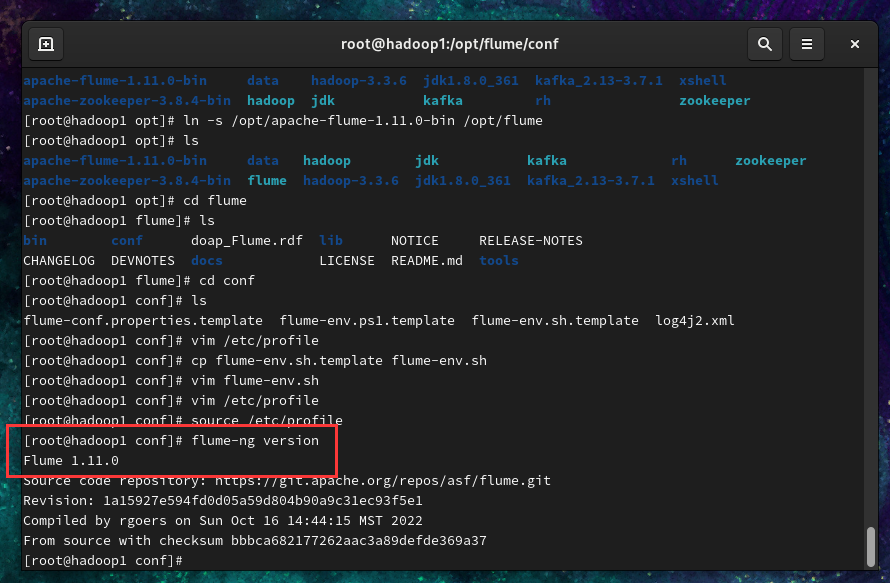 root@hadoop1:/opt/flume/conf
apache-flume-1.11.0-bin data hadoop-3.3.6 jdk1.8.0_361 kafka_2.13-3.7.1 xshell
apache-zookeeper-3.8.4-bin hadoop jdk kafka rh zookeeper
[root@hadoop1 opt]# ln -s /opt/apache-flume-1.11.0-bin /opt/flume
[root@hadoop1 opt]# ls
apache-flume-1.11.0-bin data hadoop jdk kafka rh zookeeper
apache-zookeeper-3.8.4-bin flume hadoop-3.3.6 jdk1.8.0_361 kafka_2.13-3.7.1 xshell
[root@hadoop1 opt]# cd flume
[root@hadoop1 flume]# ls
bin conf doap_Flume.rdf lib NOTICE RELEASE-NOTES
CHANGELOG DEVNOTES docs LICENSE README.md tools
[root@hadoop1 flume]# cd conf
[root@hadoop1 conf]# ls
flume-conf.properties.template flume-env.ps1.template flume-env.sh.template log4j2.xml
[root@hadoop1 conf]# vim /etc/profile
[root@hadoop1 conf]# cp flume-env.sh.template flume-env.sh
[root@hadoop1 conf]# vim flume-env.sh
[root@hadoop1 conf]# vim /etc/profile
[root@hadoop1 conf]# source /etc/profile
[root@hadoop1 conf]# flume-ng version
Flume 1.11.0
Source code repository: https://git.apache.org/repos/asf/flume.git
Revision: 1a15927e594fd0d05a59d804b90a9c31ec93f5e1
Compiled by rgoers on Sun Oct 16 14:44:15 MST 2022
From source with checksum bbbca682177262aac3a89defde369a37
[root@hadoop1 conf]#